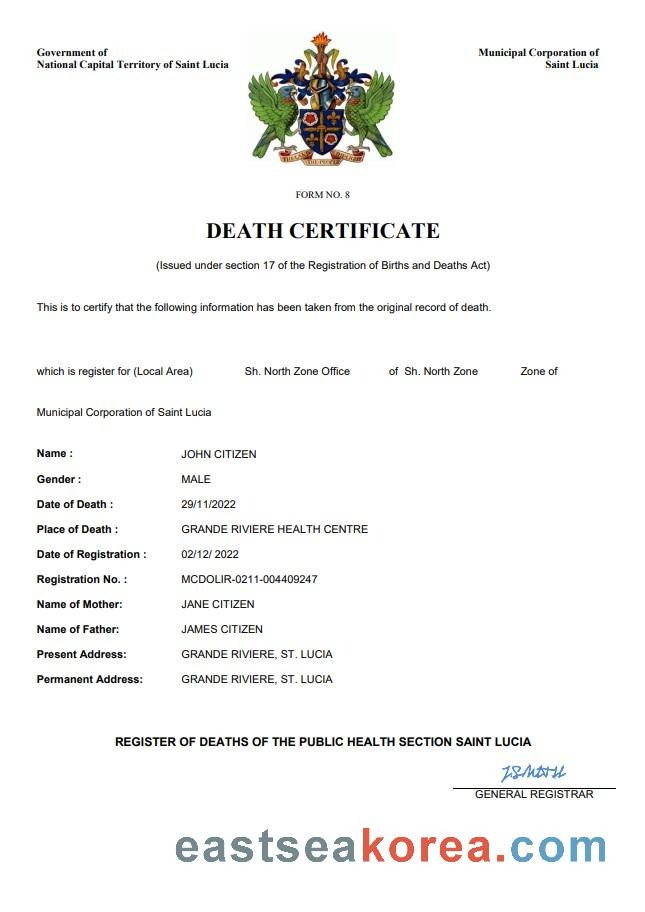 Government of
National Capital Territory of Saint Lucia
Municipal Corporation of
Saint Lucia
THE LAND
THE PEOPLE
THE LIGHT
FORM NO. 8
DEATH CERTIFICATE
(Issued under section 17 of the Registration of Births and Deaths Act)
This is to certify that the following information has been taken from the original record of death.
which is register for (Local Area) Sh. North Zone Office of Sh. North Zone Zone of
Municipal Corporation of Saint Lucia
Name : JOHN CITIZEN
Gender : MALE
Date of Death : 29/11/2022
Place of Death : GRANDE RIVIERE HEALTH CENTRE
Date of Registration : 02/12/ 2022
Registration No. : MCDOLIR-0211-004409247
Name of Mother: JANE CITIZEN
Name of Father: JAMES CITIZEN
Present Address: GRANDE RIVIERE, ST. LUCIA
Permanent Address: GRANDE RIVIERE, ST. LUCIA
REGISTER OF DEATHS OF THE PUBLIC HEALTH SECTION SAINT LUCIA
GENERAL REGISTRAR
eastseakorea.com